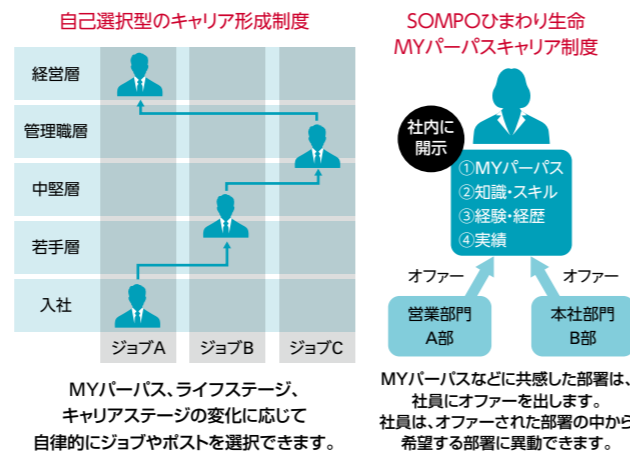 自己選択型のキャリア形成制度
経営層
管理職層
中堅層
若手層
入社
ジョブA
ジョブB
ジョブC
MYパーパス、ライフステージ、
キャリアステージの変化に応じて
自律的にジョブやポストを選択できます。
SOMPOひまわり生命
MYパーパスキャリア制度
社内に
開示
①MYパーパス
②知識・スキル
③経験・経歴
④実績
オファー
オファー
営業部門
A部
本社部門
B部
MYパーパスなどに共感した部署は、
社員にオファーを出します。
社員は、オファーされた部署の中から
希望する部署に異動できます。